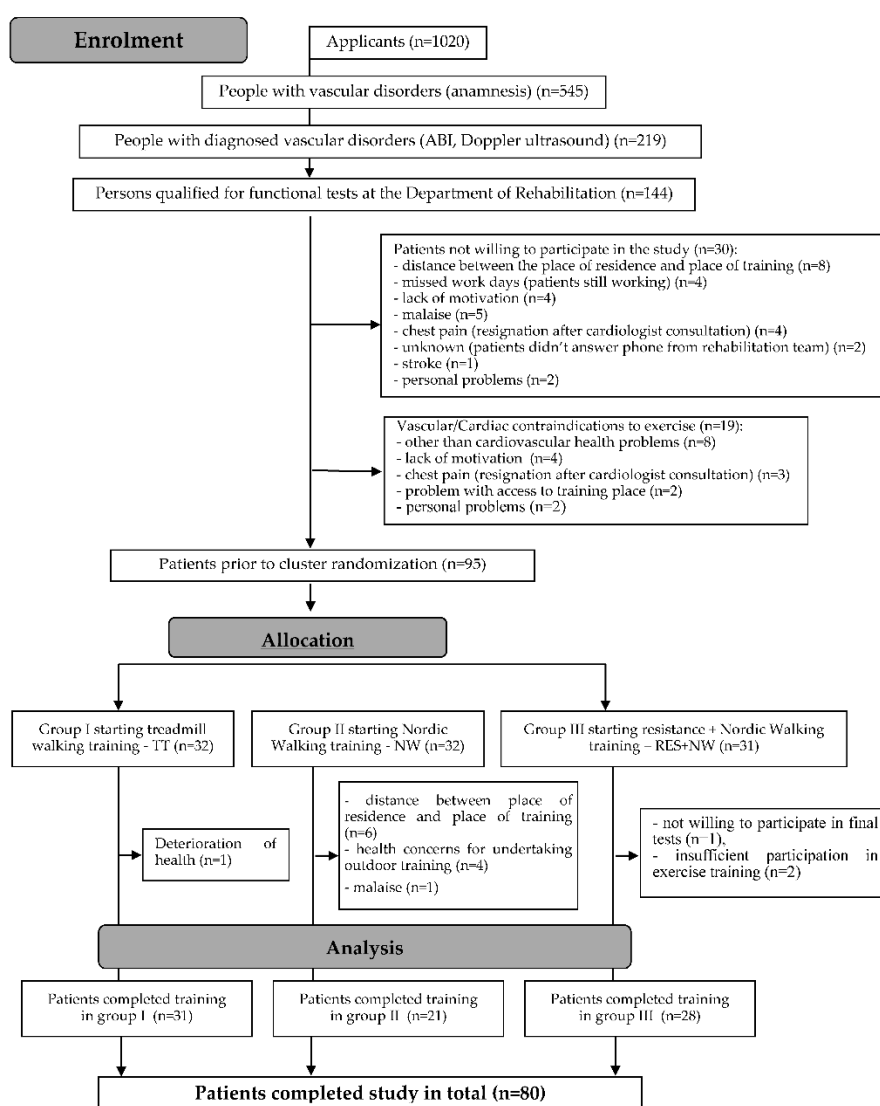 Enrolment
Applicants (n=1020)
People with vascular disorders (anamnesis) (n=545)
People with diagnosed vascular disorders (ABI, Doppler ultrasound) (n=219)
Persons qualified for functional tests at the Department of Rehabilitation (n=144)
Patients not willing to participate in the study (n=30):
- distance between the place of residence and place of training (n=8)
- missed work days (patients still working) (n=4)
- lack of motivation (n=4)
- malaise (n=5)
- chest pain (resignation after cardiologist consultation) (n=4)
- unknown (patients didn't answer phone from rehabilitation team) (n=2)
- stroke (n=1)
- personal problems (n=2)
Vascular/Cardiac contraindications to exercise (n=19):
- other than cardiovascular health problems (n=8)
- lack of motivation (n=4)
- chest pain (resignation after cardiologist consultation) (n=3)
- problem with access to training place (n=2)
- personal problems (n=2)
Patients prior to cluster randomization (n=95)
Allocation
Group I starting treadmill
walking training - TT (n=32)
Group II starting Nordic
Walking training - NW (n=32)
Group III starting resistance + Nordic Walking
training – RES+NW (n=31)
Deterioration of
health (n=1)
- distance between place of
residence and place of training
(n=6)
- health concerns for undertaking
outdoor training (n=4)
- malaise (n=1)
- not willing to participate in final
tests (n=1),
- insufficient participation in
exercise training (n=2)
Analysis
Patients completed training
in group I (n=31)
Patients completed training
in group II (n=21)
Patients completed training
in group III (n=28)
Patients completed study in total (n=80)